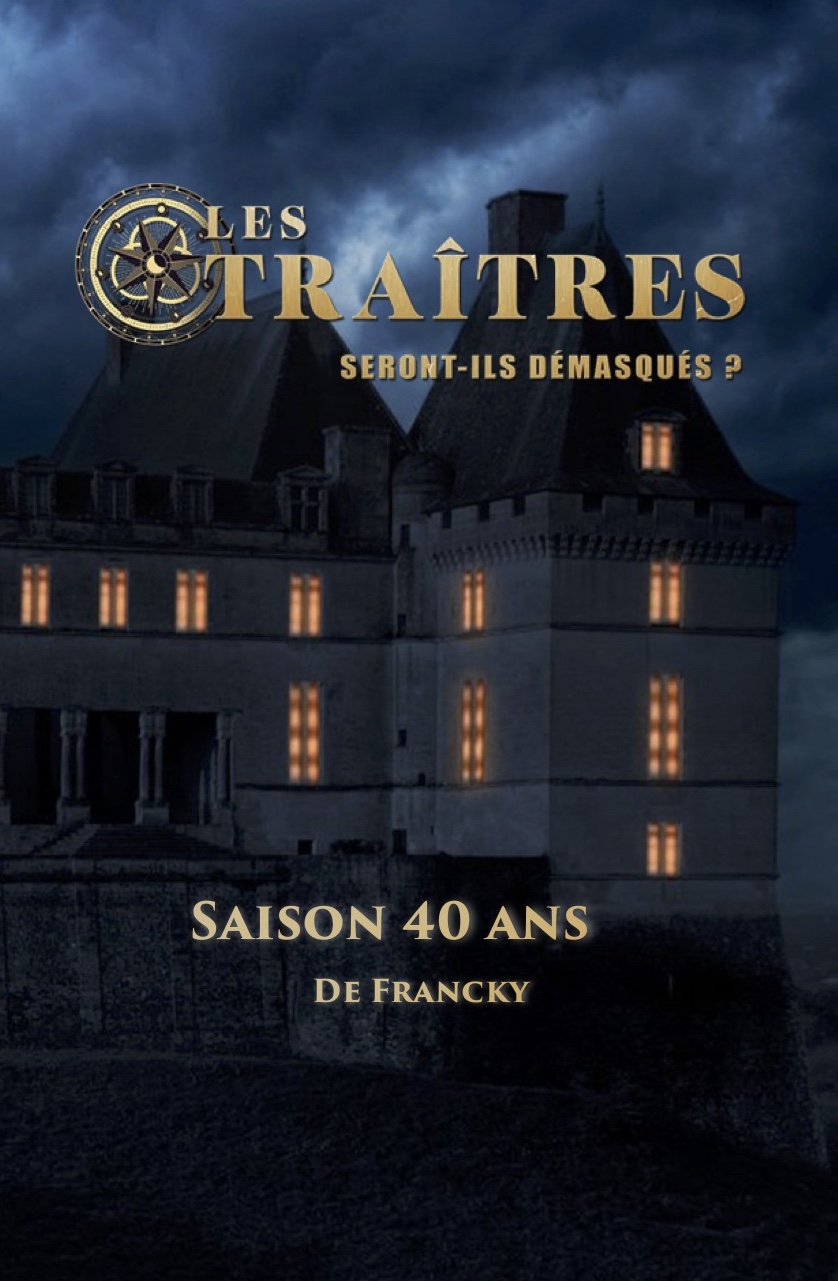 LES
TRAÎTRES
SERONT-ILS DÉMASQUÉS ?
SAISON 40 ANS
DE FRANCKY